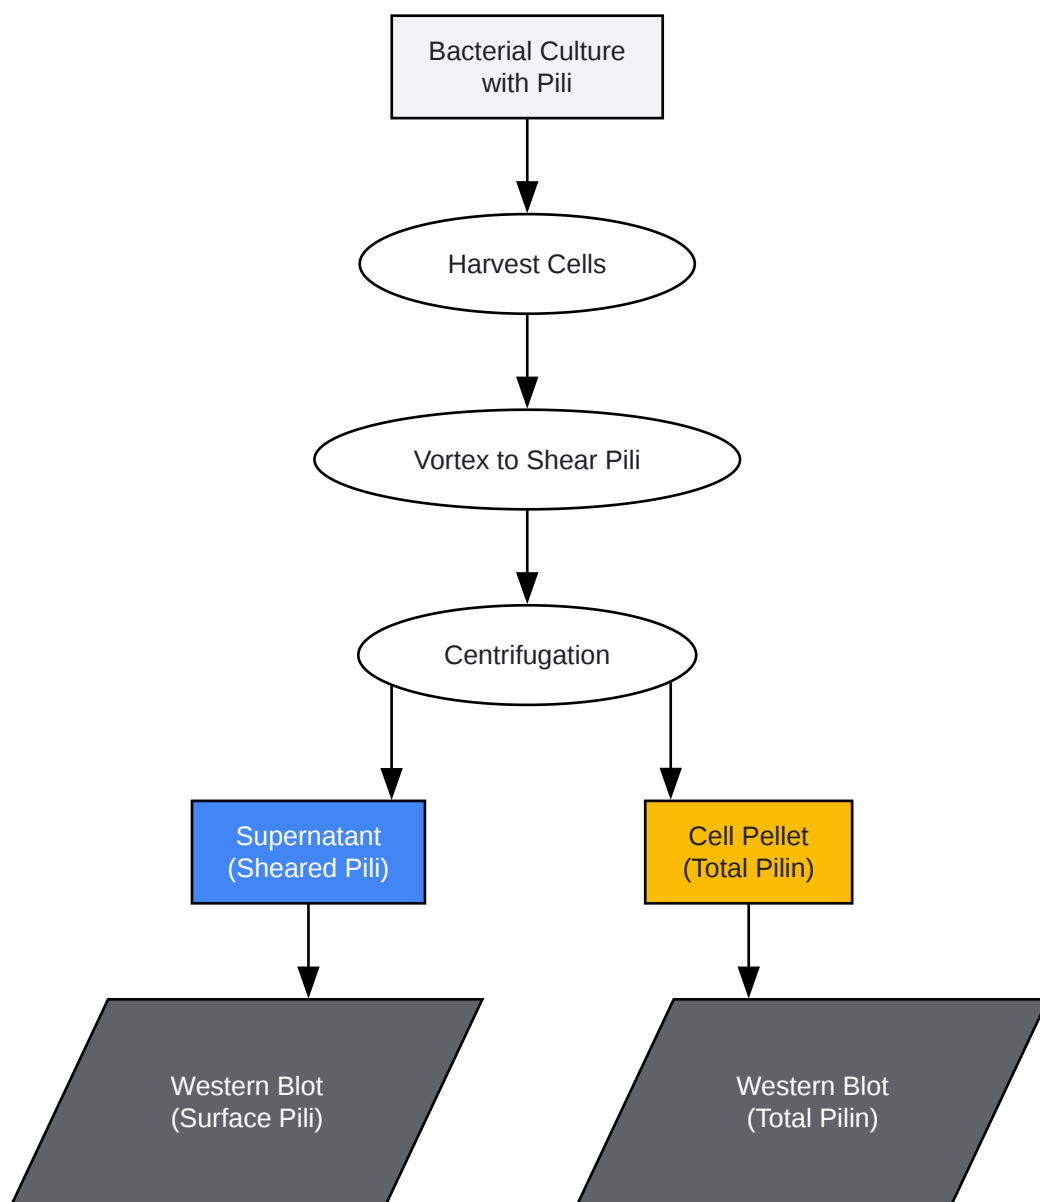 Bacterial Culture
with Pili
Harvest Cells
Vortex to Shear Pili
Centrifugation
Supernatant
(Sheared Pili)
Cell Pellet
(Total Pilin)
Western Blot
(Surface Pili)
Western Blot
(Total Pilin)